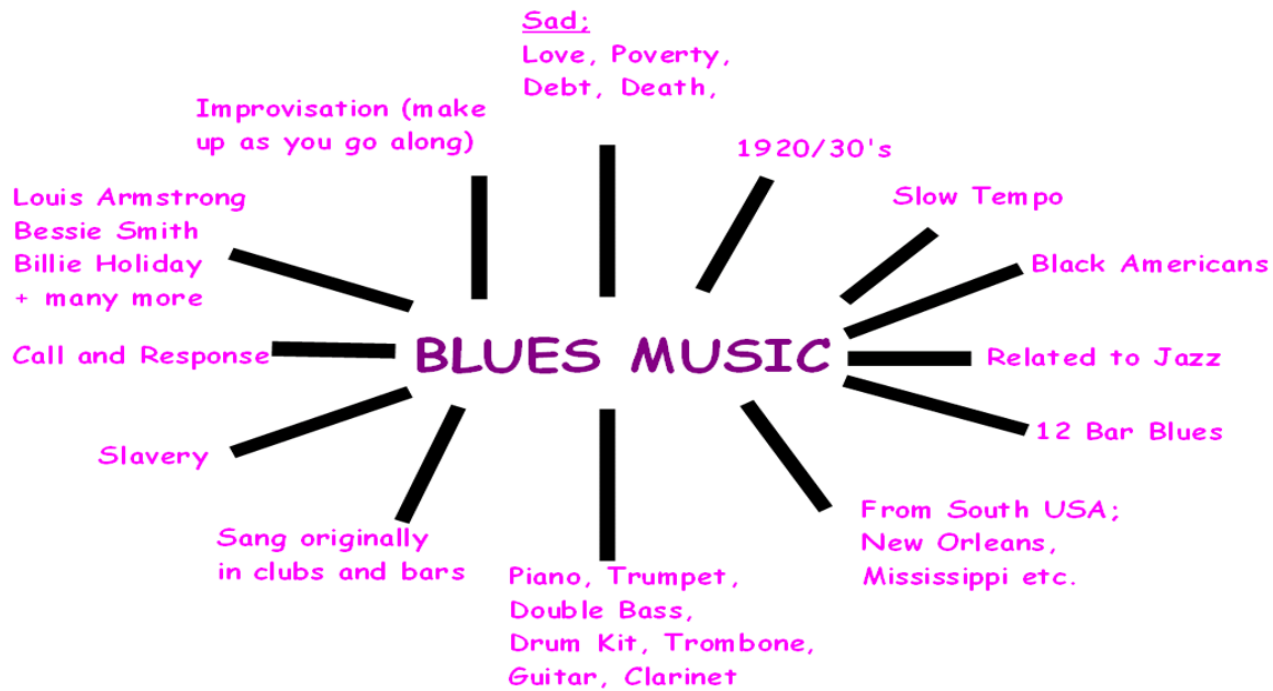 Sad;
Love, Poverty,
Debt, Death,
Improvisation (make
up as you go along)
1920/30's
Louis Armstrong
Bessie Smith
Billie Holiday
+ many more
Slow Tempo
Black Americans
Call and Response
BLUES MUSIC
Related to Jazz
Slavery
12 Bar Blues
Sang originally
in clubs and bars
From South USA;
New Orleans,
Mississippi etc.
Piano, Trumpet,
Double Bass,
Drum Kit, Trombone,
Guitar, Clarinet